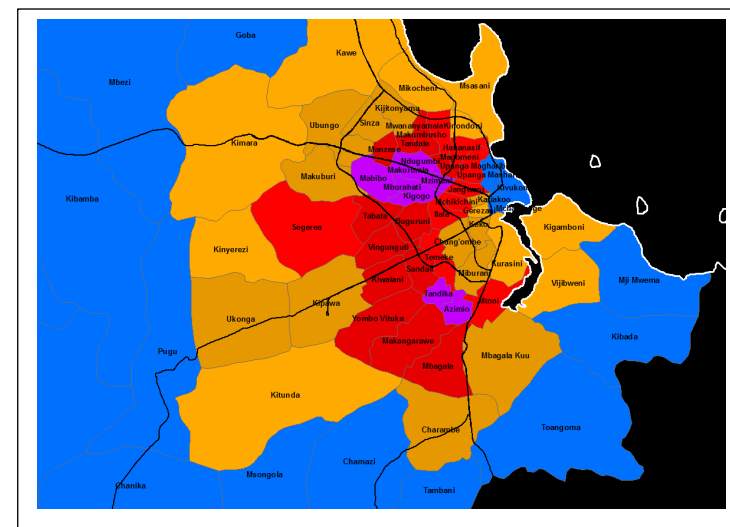 Goba
Kawe
Mbezi
Msasani
Mikocheni
Kijitonyama
Sinza
Ubungo
Mwananyamala
Kinondoni
Makumbusho
Tandale
Kimara
Manzese
Hananasif
Ndugumbi
Magomeni
Makurumla
Upanga Magharibi
Makuburi
Mabibo
Mzimuni
Upanga Mashar
Mburahati
Kivukoni
Kibamba
Kigogo
Jangwani
Mchikichini
Kariakoo
Gerezani
Tabata
Ilala
Segerea
Buguruni
Keko
Kigamboni
Chang'ombe
Kinyerezi
Vingunguti
Temeke
Kurasini
Sandali
Miburani
Kiwalani
Vijibweni
Mji Mwema
Tandika
Kipawa
Azimio
Mtoni
Ukonga
Yombo Vituka
Kibada
Makangarawe
Pugu
Mbagala Kuu
Mbagala
Kitunda
Charambe
Toangoma
Chamazi
Msongola
Chanika
Tambani